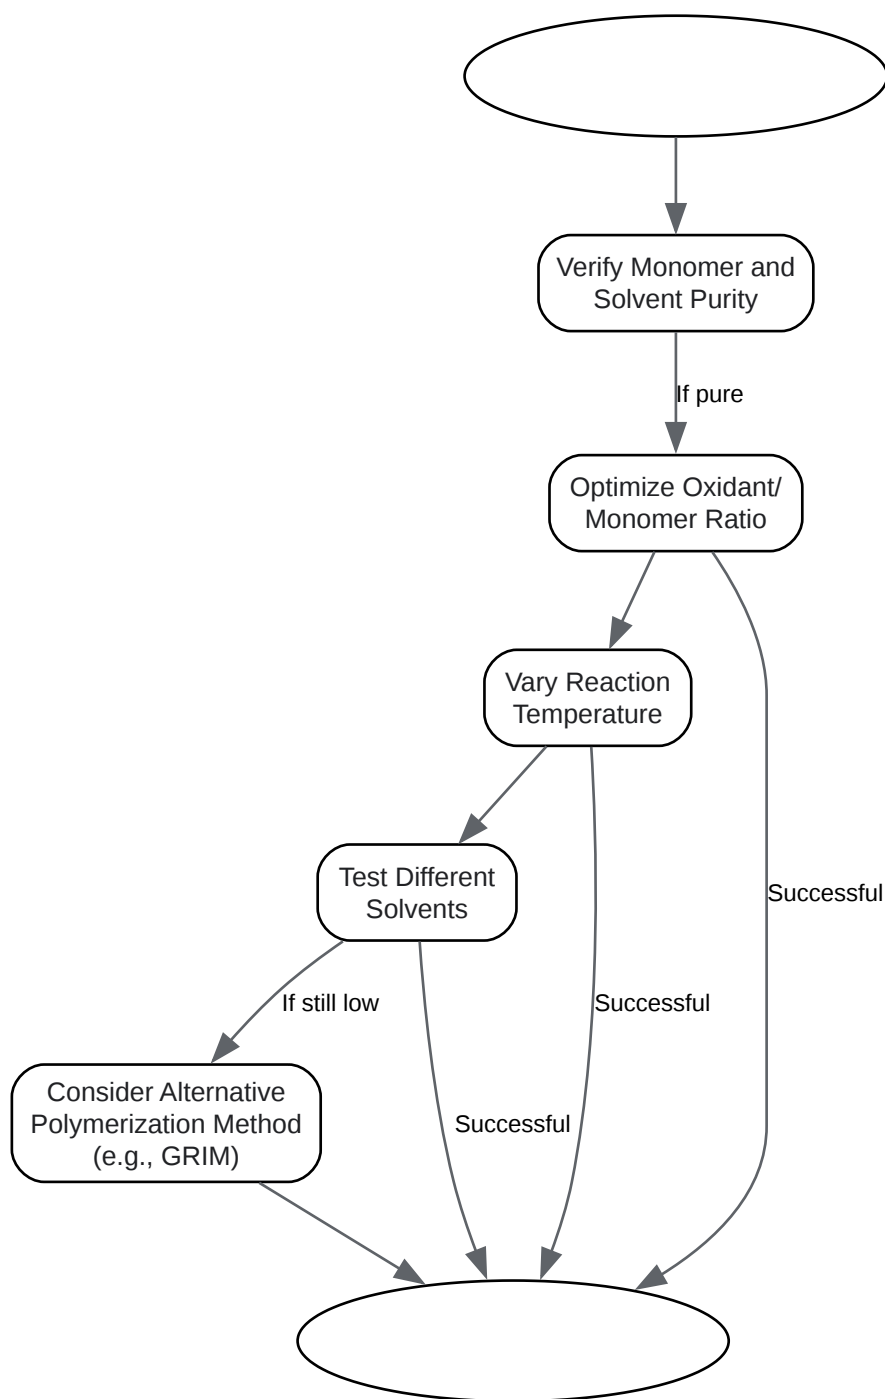 Verify Monomer and
Solvent Purity
If pure
Optimize Oxidant/
Monomer Ratio
Vary Reaction
Temperature
Test Different
Solvents
Successful
If still low
Successful
Consider Alternative
Polymerization Method
(e.g., GRIM)
Successful